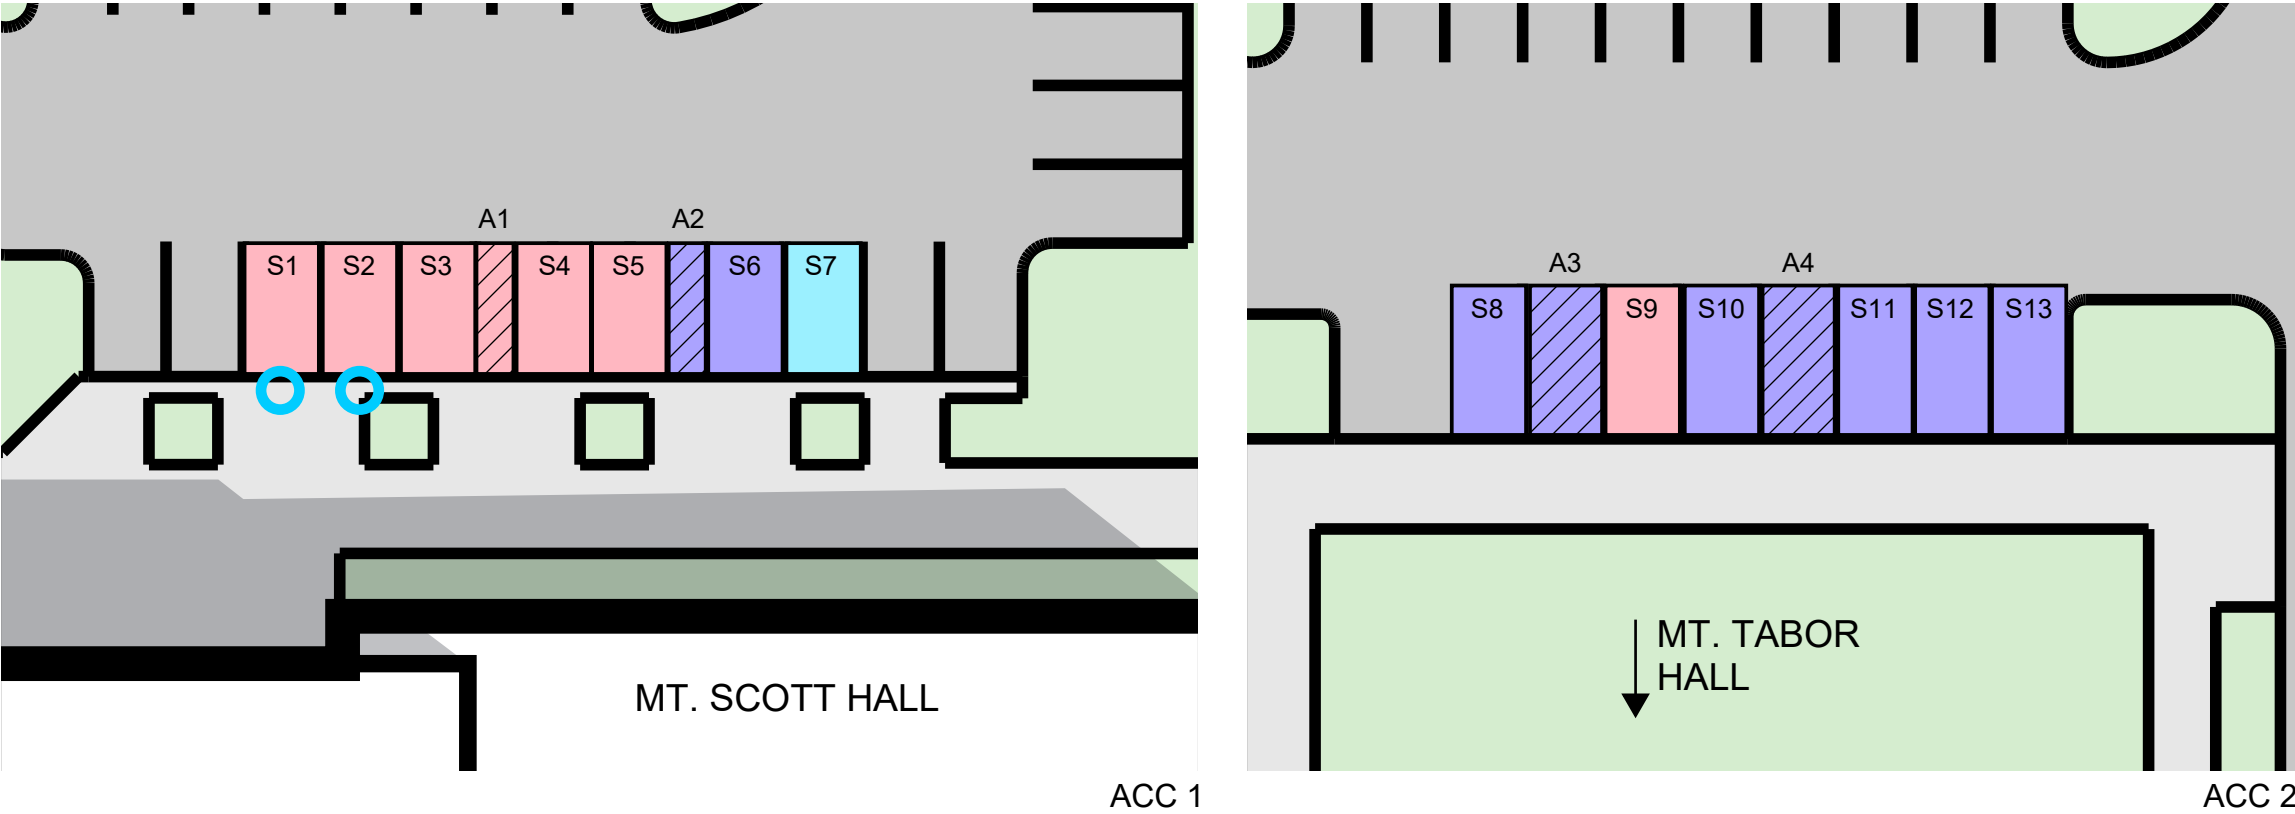 A1 A2
S1 S2 S3 S4 S5 S6 S7
MT. SCOTT HALL
ACC 1
A3 A4
S8 S9 S10 S11 S12 S13
MT. TABOR
HALL
ACC 2